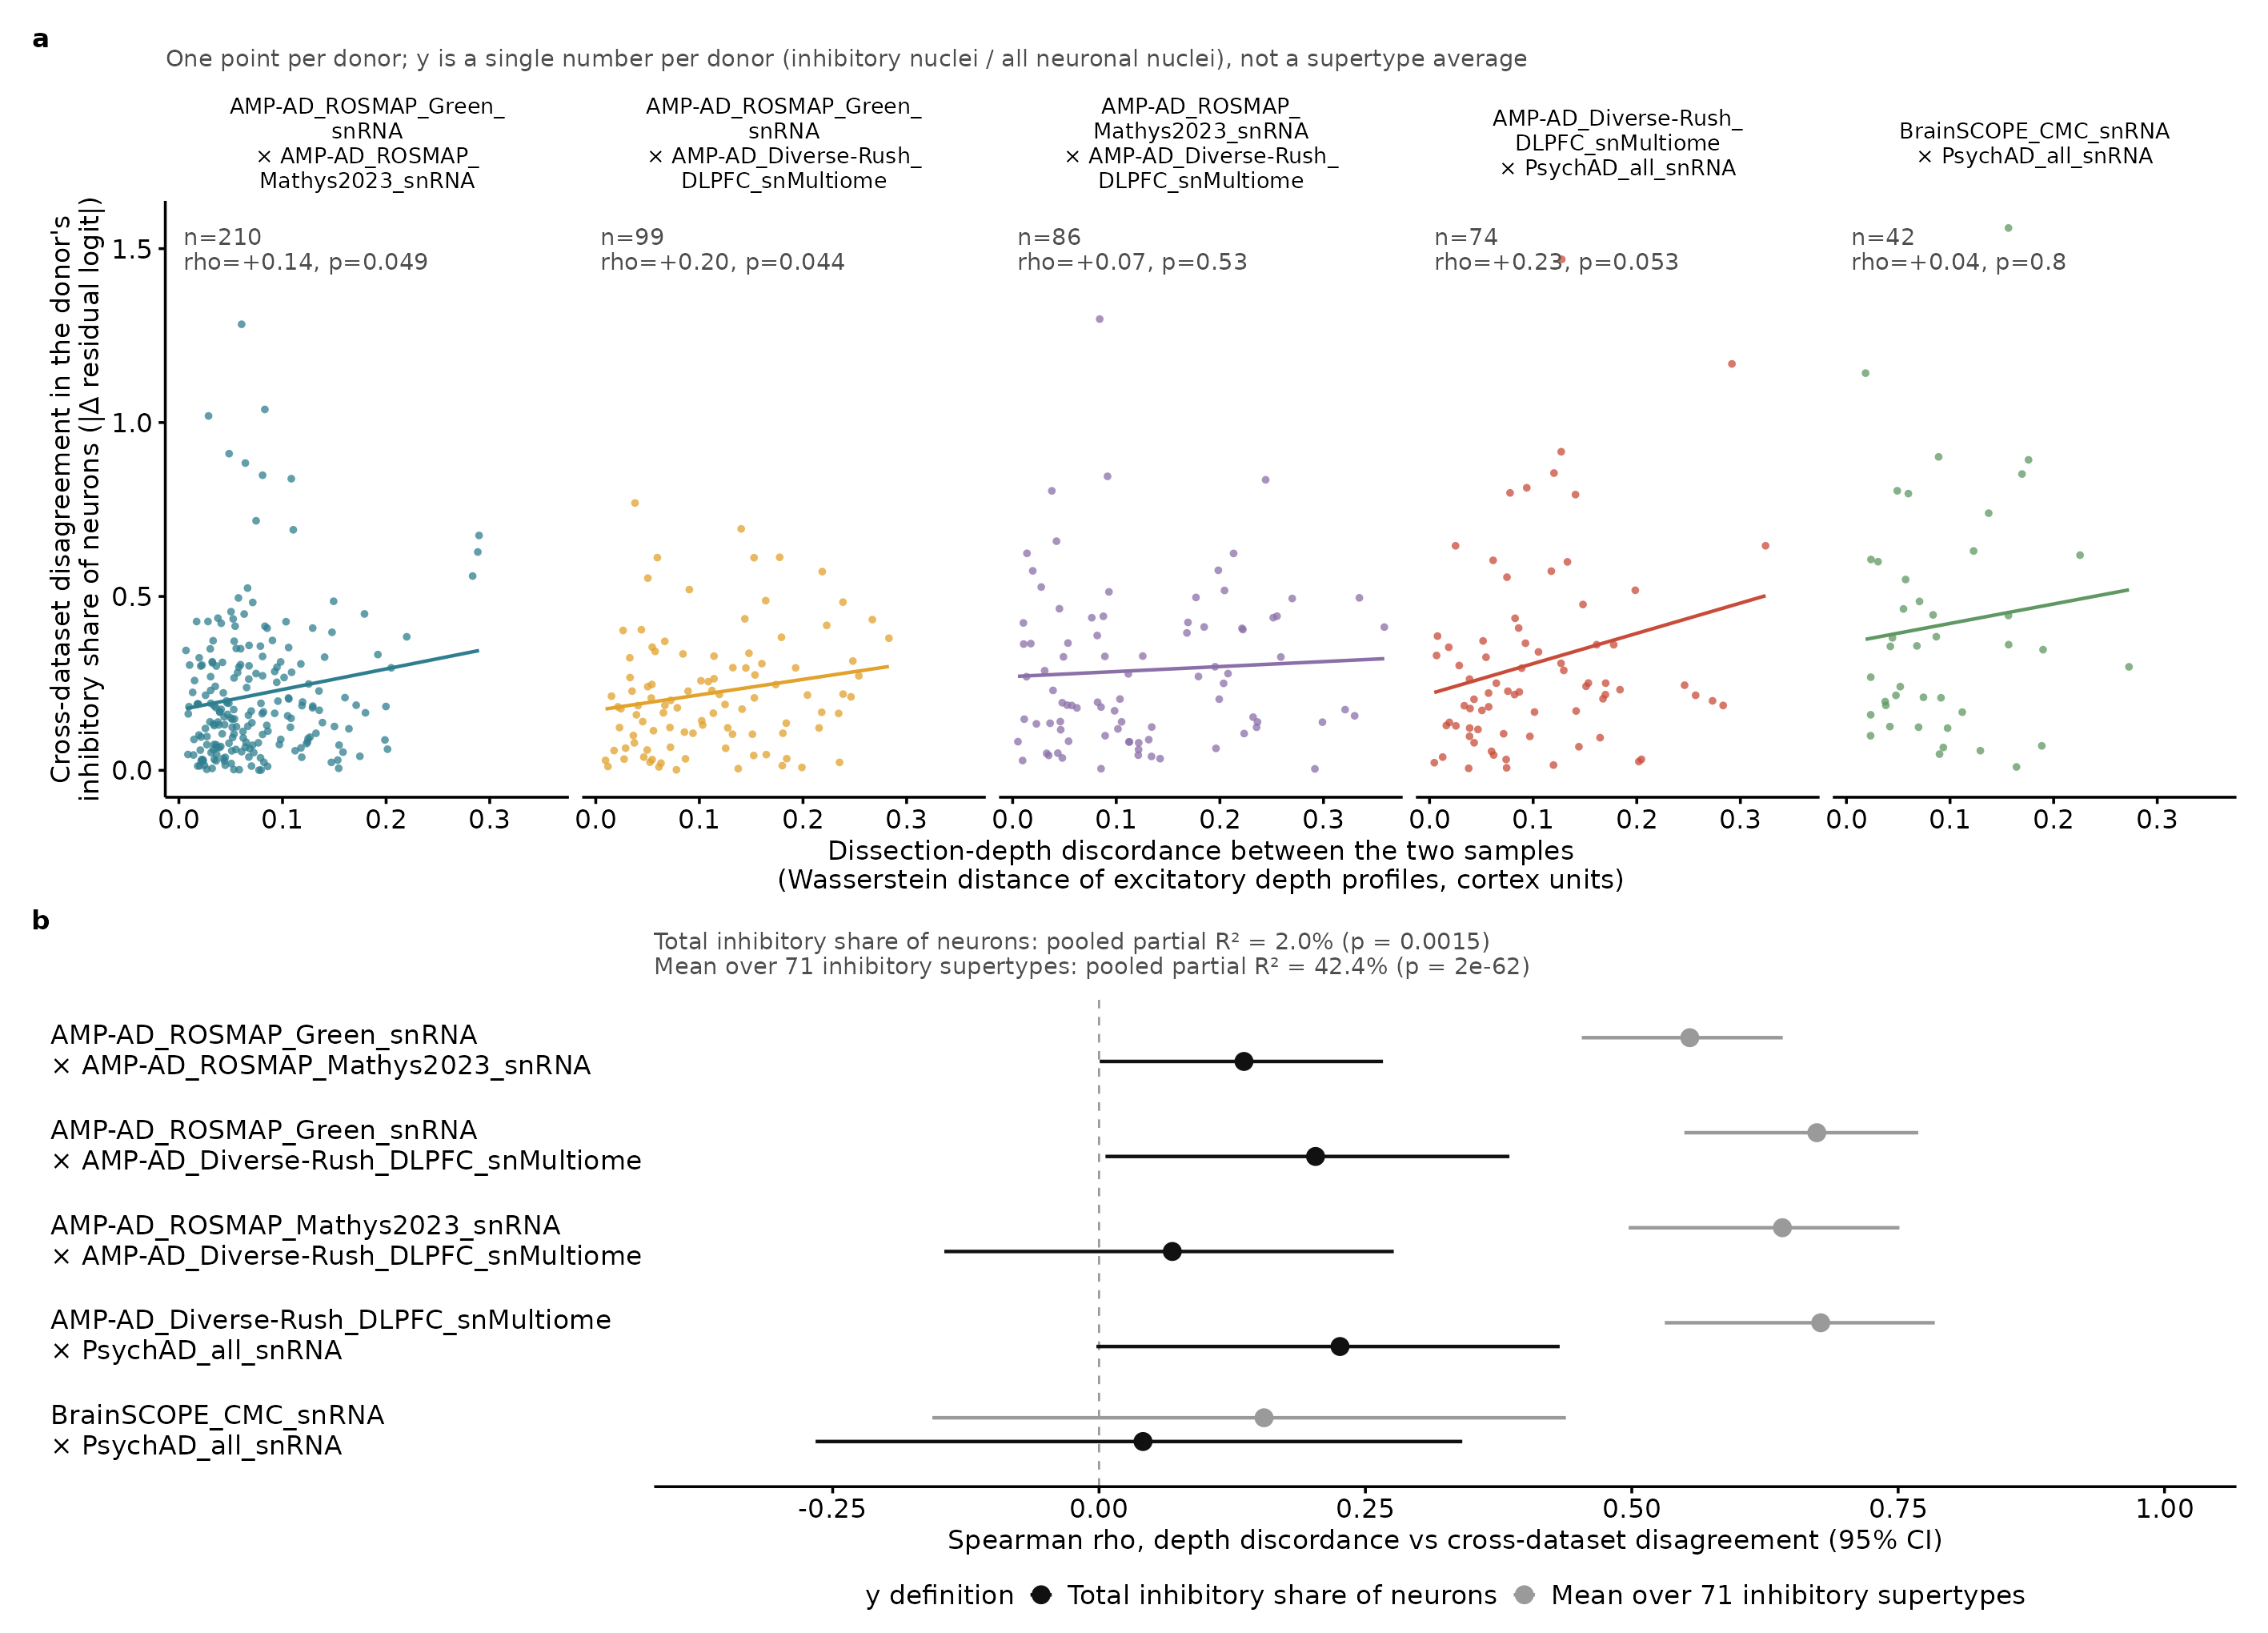 a
One point per donor; y is a single number per donor (inhibitory nuclei / all neuronal nuclei), not a supertype average
AMP-AD_ROSMAP_Green_
snRNA
× AMP-AD_ROSMAP_
Mathys2023_snRNA
AMP-AD_ROSMAP_Green_
snRNA
× AMP-AD_Diverse-Rush_
DLPFC_snMultiome
AMP-AD_ROSMAP_
Mathys2023_snRNA
× AMP-AD_Diverse-Rush_
DLPFC_snMultiome
AMP-AD_Diverse-Rush_
DLPFC_snMultiome
× PsychAD_all_snRNA
BrainSCOPE_CMC_snRNA
× PsychAD_all_snRNA
Cross-dataset disagreement in the donor's
inhibitory share of neurons (|Δ residual logit|)
1.5
1.0
0.5
0.0
n=210
rho=+0.14, p=0.049
n=99
rho=+0.20, p=0.044
n=86
rho=+0.07, p=0.53
n=74
rho=+0.23, p=0.053
n=42
rho=+0.04, p=0.8
0.0 0.1 0.2 0.3
0.0 0.1 0.2 0.3
0.0 0.1 0.2 0.3
0.0 0.1 0.2 0.3
0.0 0.1 0.2 0.3
Dissection-depth discordance between the two samples
(Wasserstein distance of excitatory depth profiles, cortex units)
b
Total inhibitory share of neurons: pooled partial R² = 2.0% (p = 0.0015)
Mean over 71 inhibitory supertypes: pooled partial R² = 42.4% (p = 2e-62)
AMP-AD_ROSMAP_Green_snRNA
× AMP-AD_ROSMAP_Mathys2023_snRNA
AMP-AD_ROSMAP_Green_snRNA
× AMP-AD_Diverse-Rush_DLPFC_snMultiome
AMP-AD_ROSMAP_Mathys2023_snRNA
× AMP-AD_Diverse-Rush_DLPFC_snMultiome
AMP-AD_Diverse-Rush_DLPFC_snMultiome
× PsychAD_all_snRNA
BrainSCOPE_CMC_snRNA
× PsychAD_all_snRNA
-0.25 0.00 0.25 0.50 0.75 1.00
Spearman rho, depth discordance vs cross-dataset disagreement (95% CI)
y definition Total inhibitory share of neurons Mean over 71 inhibitory supertypes